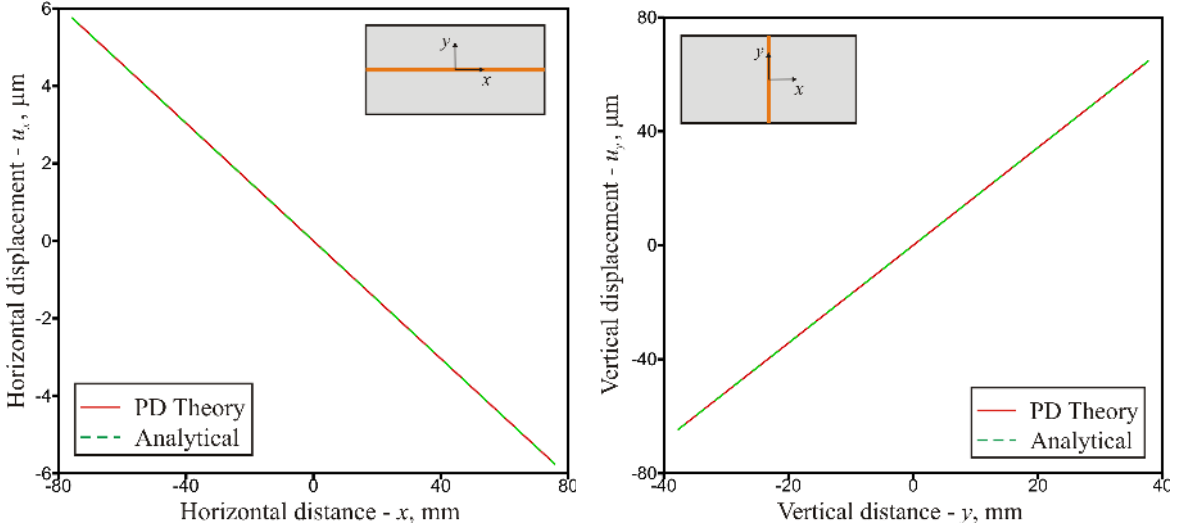 Horizontal displacement - uₓ, μm
6
4
2
0
-2
-4
-6
y
x
PD Theory
Analytical
-80
-40
0
40
80
Horizontal distance - x, mm
Vertical displacement - u_y, μm
80
40
0
-40
-80
y
x
PD Theory
Analytical
-40
-20
0
20
40
Vertical distance - y, mm